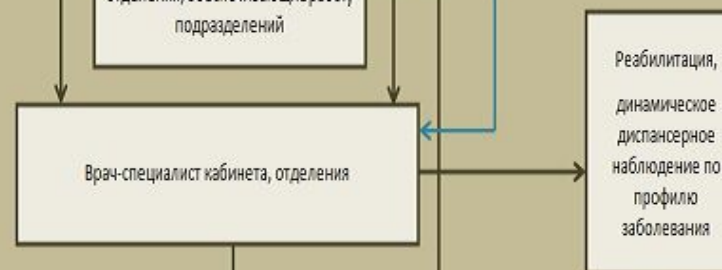 подразделений
Врач-специалист кабинета, отделения
Реабилитация,
динамическое
диспансерное
наблюдение по
профилю
заболевания